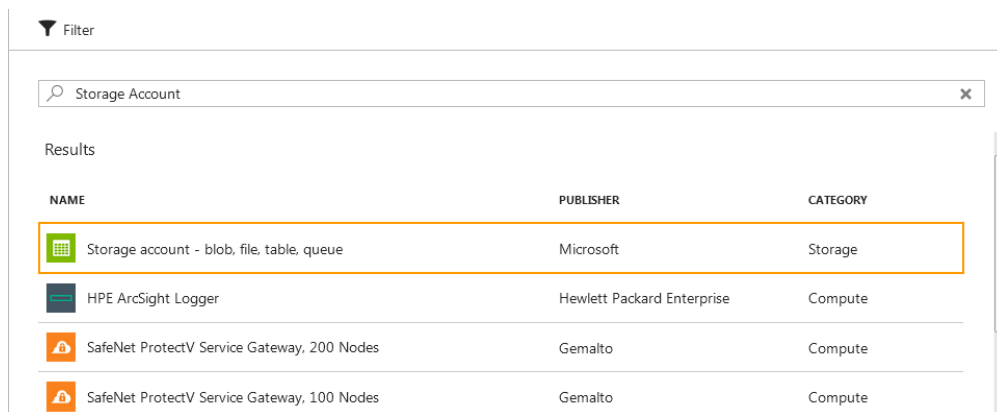 Filter
Storage Account
Results
NAME PUBLISHER CATEGORY
Storage account - blob, file, table, queue Microsoft Storage
HPE ArcSight Logger Hewlett Packard Enterprise Compute
SafeNet ProtectV Service Gateway, 200 Nodes Gemalto Compute
SafeNet ProtectV Service Gateway, 100 Nodes Gemalto Compute